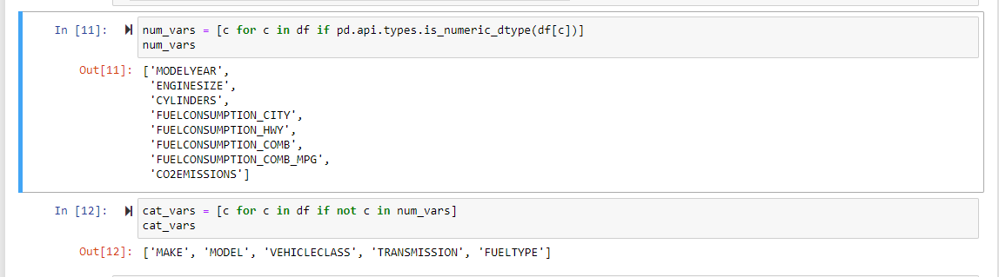 In [11]: num_vars = [c for c in df if pd.api.types.is_numeric_dtype(df[c])]
num_vars
Out[11]: ['MODELYEAR',
'ENGINESIZE',
'CYLINDERS',
'FUELCONSUMPTION_CITY',
'FUELCONSUMPTION_HWY',
'FUELCONSUMPTION_COMB',
'FUELCONSUMPTION_COMB_MPG',
'CO2EMISSIONS']
In [12]: cat_vars = [c for c in df if not c in num_vars]
cat_vars
Out[12]: ['MAKE', 'MODEL', 'VEHICLECLASS', 'TRANSMISSION', 'FUELTYPE']